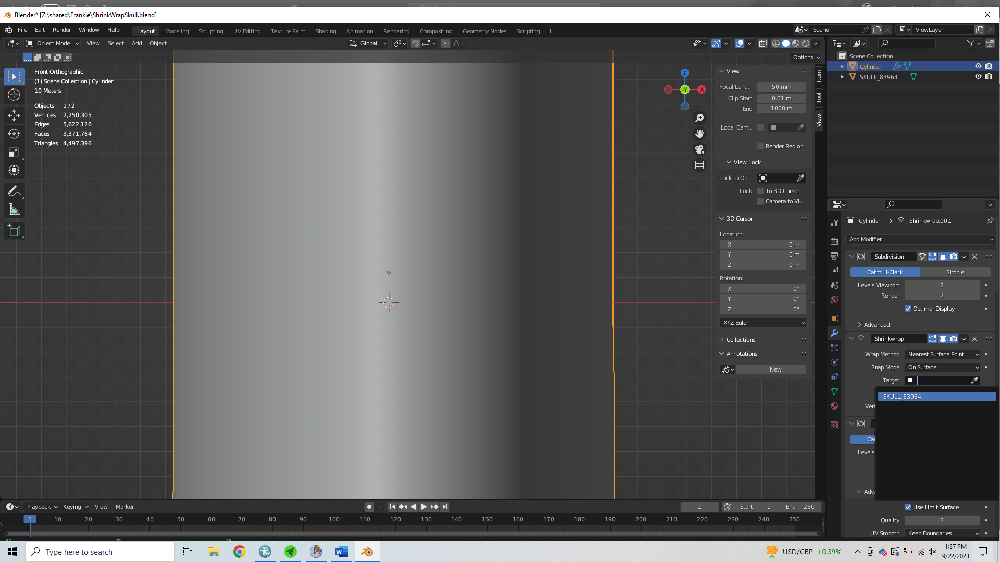 Blender* [Z:\shared\Frankie\ShrinkWrapSkull.blend]
File Edit Render Window Help Layout Modeling Sculpting UV Editing Texture Paint Shading Animation Rendering Compositing Geometry Nodes Scripting + Scene ViewLayer
Object Mode View Select Add Object Global
Options
Front Orthographic
(1) Scene Collection | Cylinder
10 Meters
Objects 1 / 2
Vertices 2,250,305
Edges 5,622,126
Faces 3,371,764
Triangles 4,497,396
Z
-Y
X
View
Focal Lengt 50 mm
Clip Start 0.01 m
End 1000 m
Local Cam...
Render Region
View Lock
Lock to Obj
Lock To 3D Cursor
Camera to Vi...
3D Cursor
Location:
X 0 m
Y 0 m
Z 0 m
Rotation:
X 0°
Y 0°
Z 0°
XYZ Euler
Collections
Annotations
+ New
Item
Tool
View
Scene Collection
Cylinder
SKULL_83964
Cylinder > Shrinkwrap.001
Add Modifier
Subdivision
Catmull-Clark Simple
Levels Viewport 2
Render 2
Optimal Display
Advanced
Shrinkwrap
Wrap Method Nearest Surface Point
Snap Mode On Surface
Target
SKULL_83964
Vert
Cat
Levels
Adva
Use Limit Surface
Quality 3
UV Smooth Keep Boundaries
Playback Keying View Marker 1 Start 1 End 250
1 10 20 30 40 50 60 70 80 90 100 110 120 130 140 150 160 170 180 190 200 210 220 230 240 250
Type here to search
USD/GBP +0.39%
1:37 PM
9/22/2023